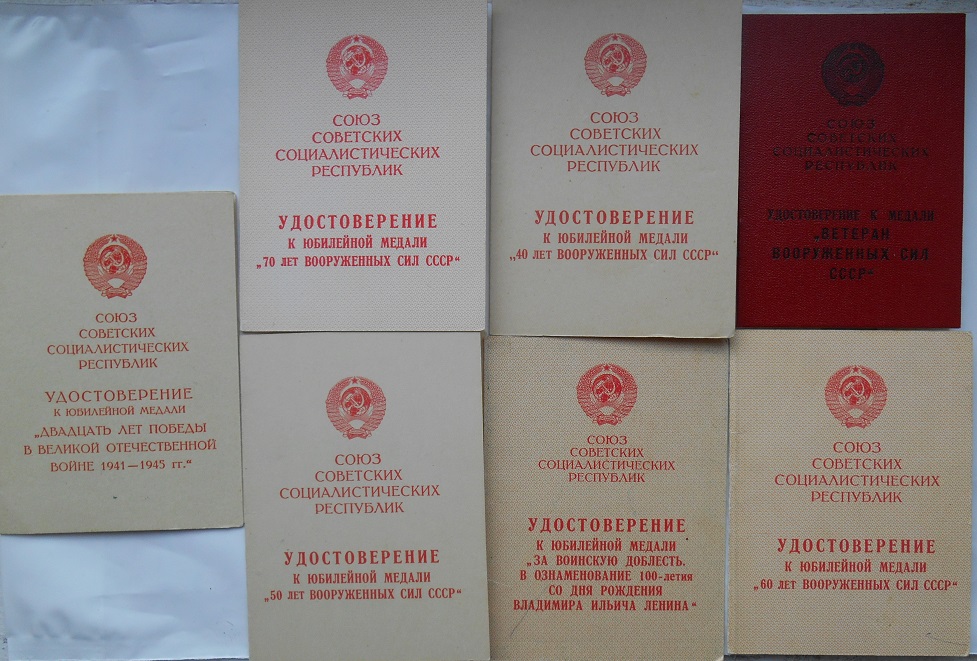 СОЮЗ
СОВЕТСКИХ
СОЦИАЛИСТИЧЕСКИХ
РЕСПУБЛИК
УДОСТОВЕРЕНИЕ
К ЮБИЛЕЙНОЙ МЕДАЛИ
„70 ЛЕТ ВООРУЖЕННЫХ СИЛ СССР“
СОЮЗ
СОВЕТСКИХ
СОЦИАЛИСТИЧЕСКИХ
РЕСПУБЛИК
УДОСТОВЕРЕНИЕ
К ЮБИЛЕЙНОЙ МЕДАЛИ
„40 ЛЕТ ВООРУЖЕННЫХ СИЛ СССР“
СОЮЗ
СОВЕТСКИХ
СОЦИАЛИСТИЧЕСКИХ
РЕСПУБЛИК
УДОСТОВЕРЕНИЕ К МЕДАЛИ
„ВЕТЕРАН
ВООРУЖЕННЫХ СИЛ
СССР“
СОЮЗ
СОВЕТСКИХ
СОЦИАЛИСТИЧЕСКИХ
РЕСПУБЛИК
УДОСТОВЕРЕНИЕ
К ЮБИЛЕЙНОЙ МЕДАЛИ
„ДВАДЦАТЬ ЛЕТ ПОБЕДЫ
В ВЕЛИКОЙ ОТЕЧЕСТВЕННОЙ
ВОЙНЕ 1941—1945 гг.“
СОЮЗ
СОВЕТСКИХ
СОЦИАЛИСТИЧЕСКИХ
РЕСПУБЛИК
УДОСТОВЕРЕНИЕ
К ЮБИЛЕЙНОЙ МЕДАЛИ
„50 ЛЕТ ВООРУЖЕННЫХ СИЛ СССР“
СОЮЗ
СОВЕТСКИХ
СОЦИАЛИСТИЧЕСКИХ
РЕСПУБЛИК
УДОСТОВЕРЕНИЕ
К ЮБИЛЕЙНОЙ МЕДАЛИ
„ЗА ВОИНСКУЮ ДОБЛЕСТЬ.
В ОЗНАМЕНОВАНИЕ 100-летия
СО ДНЯ РОЖДЕНИЯ
ВЛАДИМИРА ИЛЬИЧА ЛЕНИНА“
СОЮЗ
СОВЕТСКИХ
СОЦИАЛИСТИЧЕСКИХ
РЕСПУБЛИК
УДОСТОВЕРЕНИЕ
К ЮБИЛЕЙНОЙ МЕДАЛИ
„60 ЛЕТ ВООРУЖЕННЫХ СИЛ СССР“